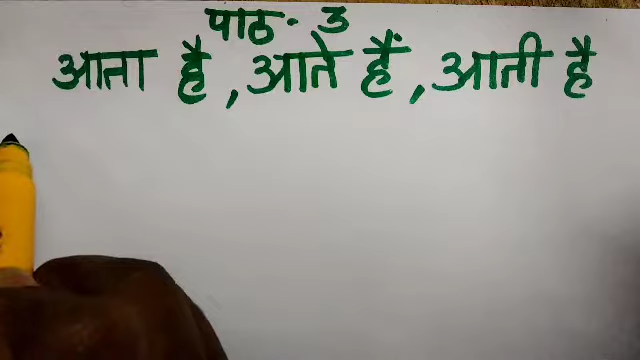 पाठ - 3
आता है , आते हैं , आती है